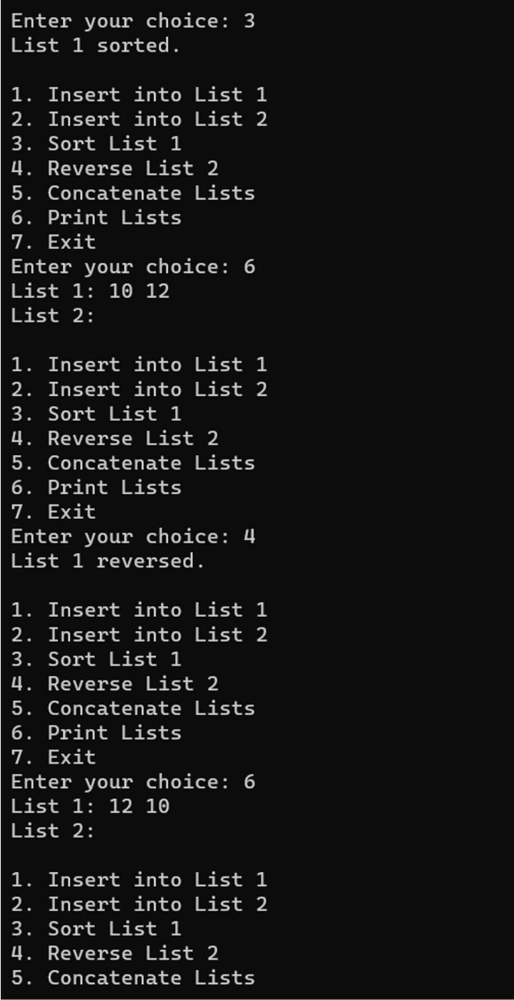 Enter your choice: 3
List 1 sorted.
1. Insert into List 1
2. Insert into List 2
3. Sort List 1
4. Reverse List 2
5. Concatenate Lists
6. Print Lists
7. Exit
Enter your choice: 6
List 1: 10 12
List 2:
1. Insert into List 1
2. Insert into List 2
3. Sort List 1
4. Reverse List 2
5. Concatenate Lists
6. Print Lists
7. Exit
Enter your choice: 4
List 1 reversed.
1. Insert into List 1
2. Insert into List 2
3. Sort List 1
4. Reverse List 2
5. Concatenate Lists
6. Print Lists
7. Exit
Enter your choice: 6
List 1: 12 10
List 2:
1. Insert into List 1
2. Insert into List 2
3. Sort List 1
4. Reverse List 2
5. Concatenate Lists